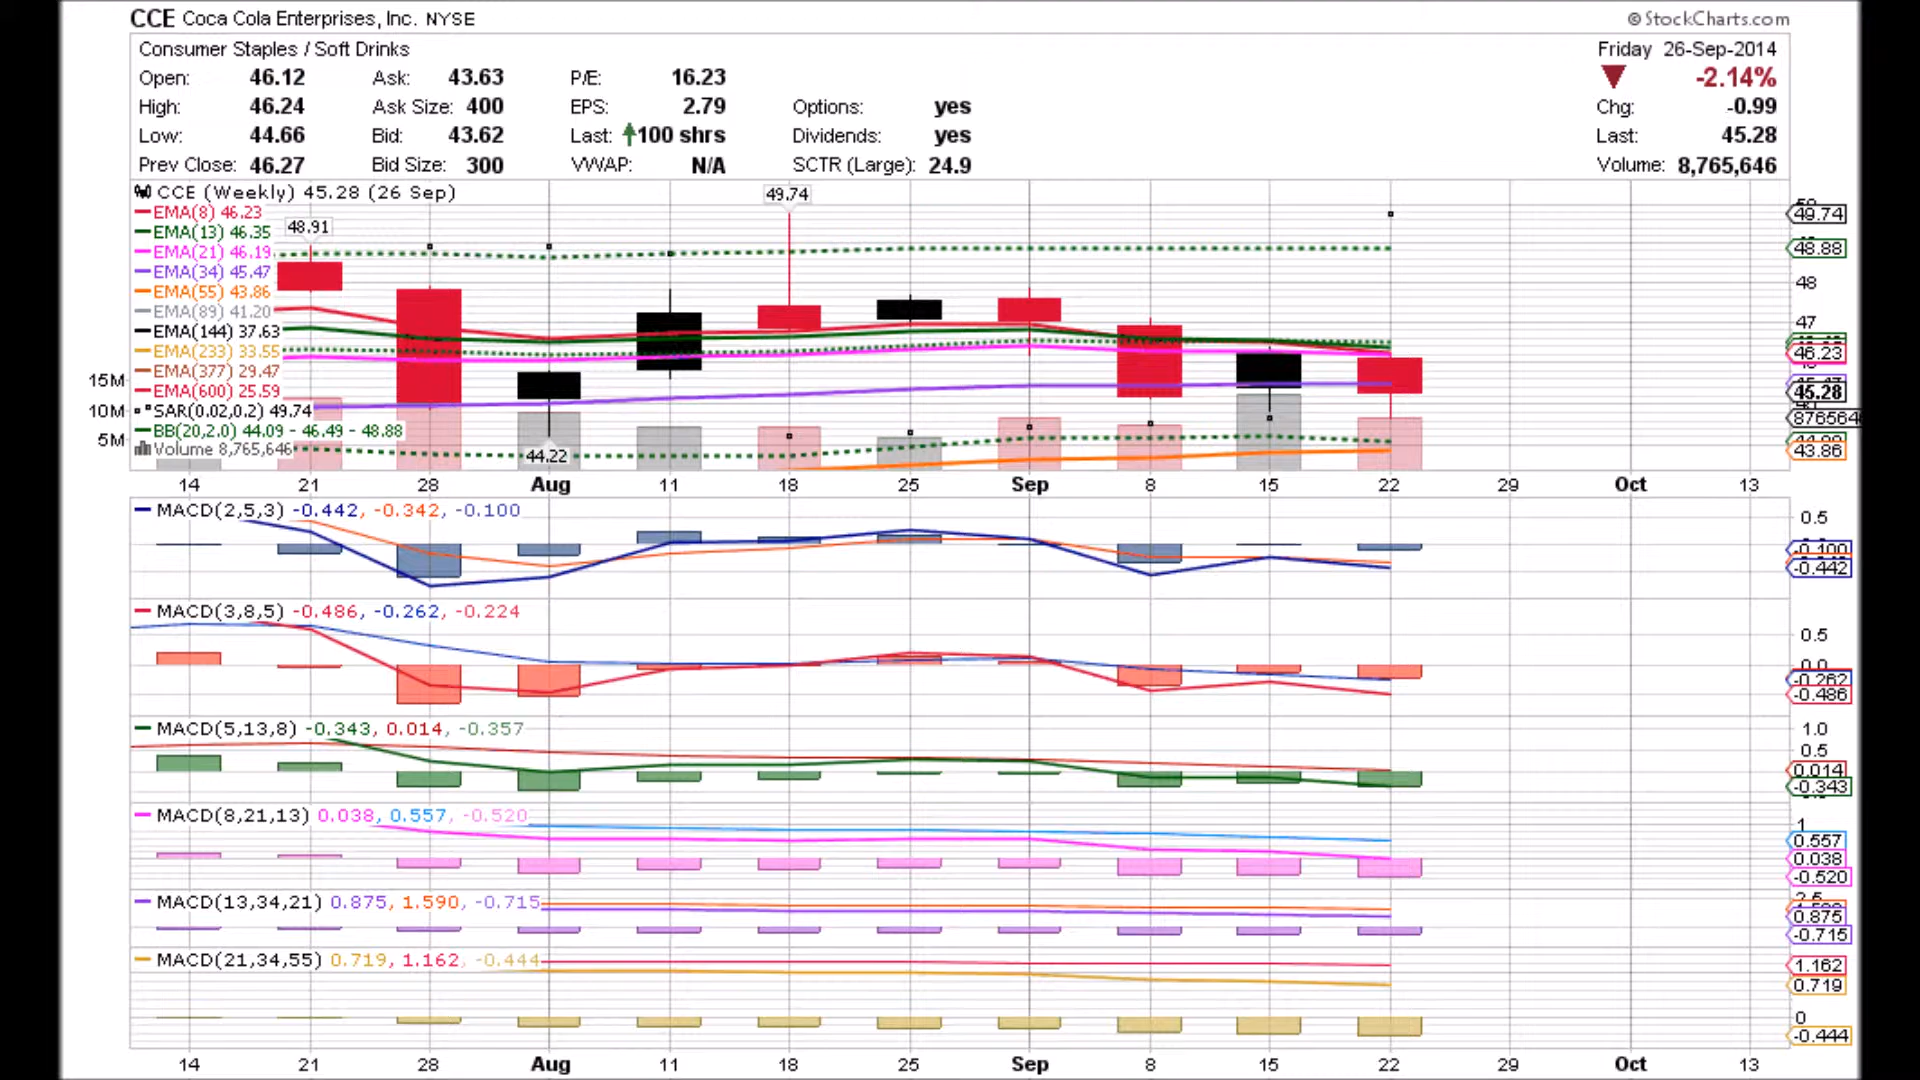 CCE Coca Cola Enterprises, Inc. NYSE © StockCharts.com
Consumer Staples / Soft Drinks Friday 26-Sep-2014
Open: 46.12 Ask: 43.63 P/E: 16.23 -2.14%
High: 46.24 Ask Size: 400 EPS: 2.79 Options: yes Chg: -0.99
Low: 44.66 Bid: 43.62 Last: 100 shrs Dividends: yes Last: 45.28
Prev Close: 46.27 Bid Size: 300 VWAP: N/A SCTR (Large): 24.9 Volume: 8,765,646
CCE (Weekly) 45.28 (26 Sep) 49.74
EMA(8) 46.23 49.74
EMA(13) 46.35 48.91
EMA(21) 46.19 48.88
EMA(34) 45.47 48
EMA(55) 43.86
EMA(89) 41.20 47
EMA(144) 37.63
EMA(233) 33.55 46.23
EMA(377) 29.47
15M EMA(600) 25.59 45.28
10M SAR(0.02,0.2) 49.74
BB(20,2.0) 44.09 - 46.49 - 48.88
5M Volume 8,765,646 44.22 43.86
14 21 28 Aug 11 18 25 Sep 8 15 22 29 Oct 13
MACD(2,5,3) -0.442, -0.342, -0.100 0.5
-0.100
-0.442
MACD(3,8,5) -0.486, -0.262, -0.224
0.5
0.0
-0.262
-0.486
MACD(5,13,8) -0.343, 0.014, -0.357 1.0
0.5
0.014
-0.343
MACD(8,21,13) 0.038, 0.557, -0.520 1
0.557
0.038
-0.520
MACD(13,34,21) 0.875, 1.590, -0.715
0.875
-0.715
MACD(21,34,55) 0.719, 1.162, -0.444 1.162
0.719
0
-0.444
14 21 28 Aug 11 18 25 Sep 8 15 22 29 Oct 13